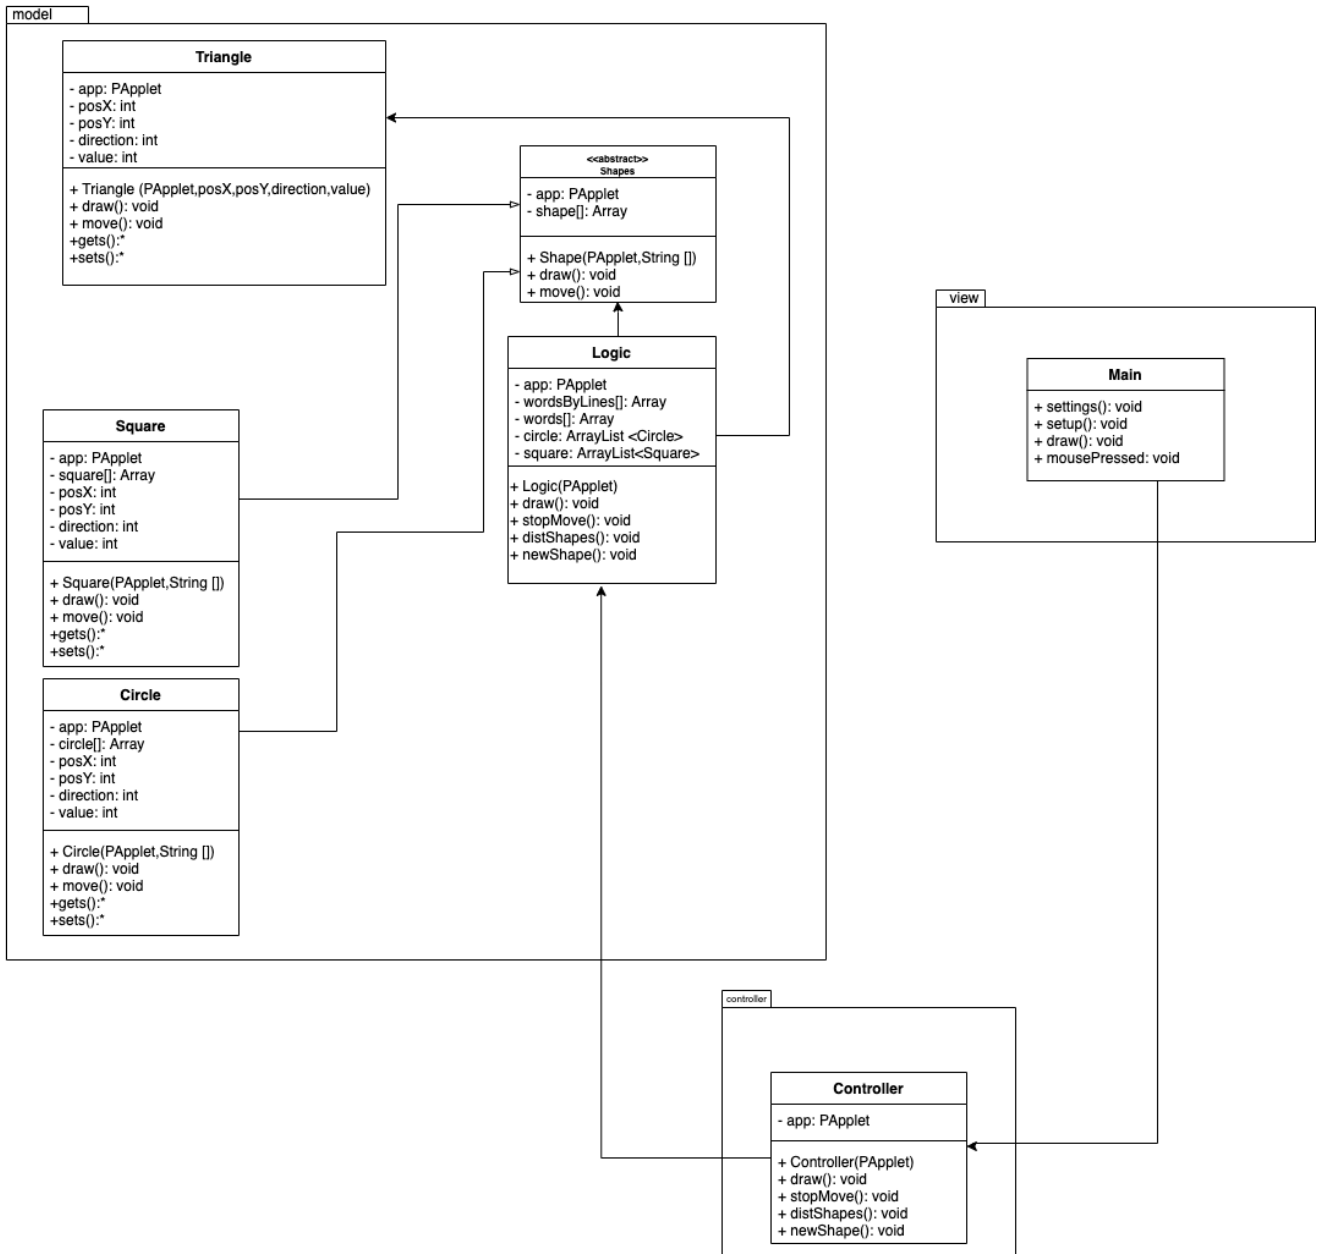 model
Triangle
- app: PApplet
- posX: int
- posY: int
- direction: int
- value: int
+ Triangle (PApplet,posX,posY,direction,value)
+ draw(): void
+ move(): void
+gets():*
+sets():*
<<abstract>>
Shapes
- app: PApplet
- shape[]: Array
+ Shape(PApplet,String [])
+ draw(): void
+ move(): void
Logic
- app: PApplet
- wordsByLines[]: Array
- words[]: Array
- circle: ArrayList <Circle>
- square: ArrayList<Square>
+ Logic(PApplet)
+ draw(): void
+ stopMove(): void
+ distShapes(): void
+ newShape(): void
Square
- app: PApplet
- square[]: Array
- posX: int
- posY: int
- direction: int
- value: int
+ Square(PApplet,String [])
+ draw(): void
+ move(): void
+gets():*
+sets():*
Circle
- app: PApplet
- circle[]: Array
- posX: int
- posY: int
- direction: int
- value: int
+ Circle(PApplet,String [])
+ draw(): void
+ move(): void
+gets():*
+sets():*
view
Main
+ settings(): void
+ setup(): void
+ draw(): void
+ mousePressed: void
controller
Controller
- app: PApplet
+ Controller(PApplet)
+ draw(): void
+ stopMove(): void
+ distShapes(): void
+ newShape(): void